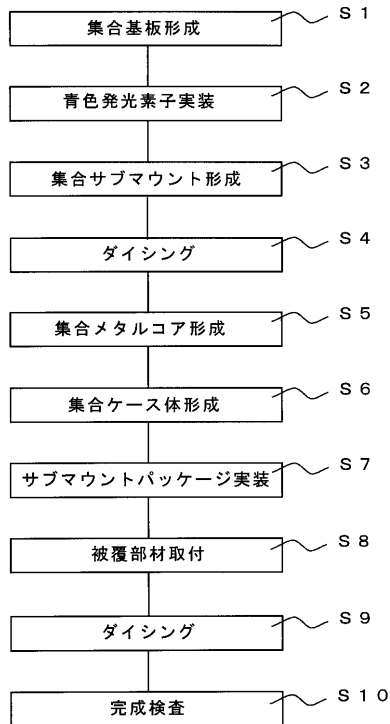 集合基板形成 S1
青色発光素子実装 S2
集合サブマウント形成 S3
ダイシング S4
集合メタルコア形成 S5
集合ケース体形成 S6
サブマウントパッケージ実装 S7
被覆部材取付 S8
ダイシング S9
完成検査 S10